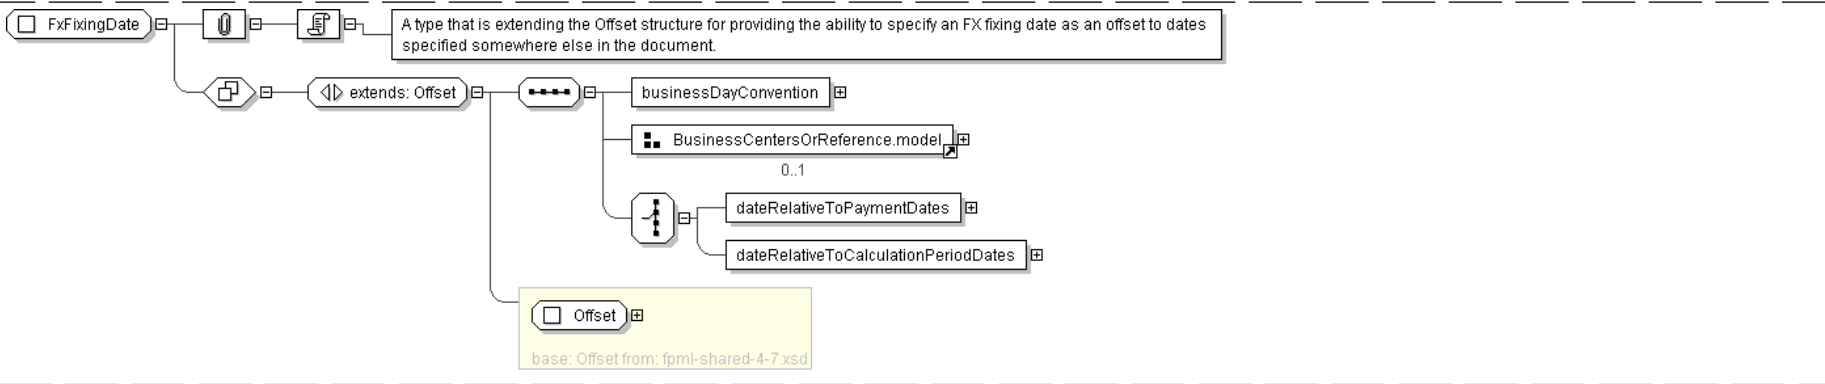 FxFixingDate
A type that is extending the Offset structure for providing the ability to specify an FX fixing date as an offset to dates
specified somewhere else in the document.
extends: Offset
businessDayConvention
BusinessCentersOrReference.model
0..1
dateRelativeToPaymentDates
dateRelativeToCalculationPeriodDates
Offset
base: Offset from: fpml-shared-4-7.xsd